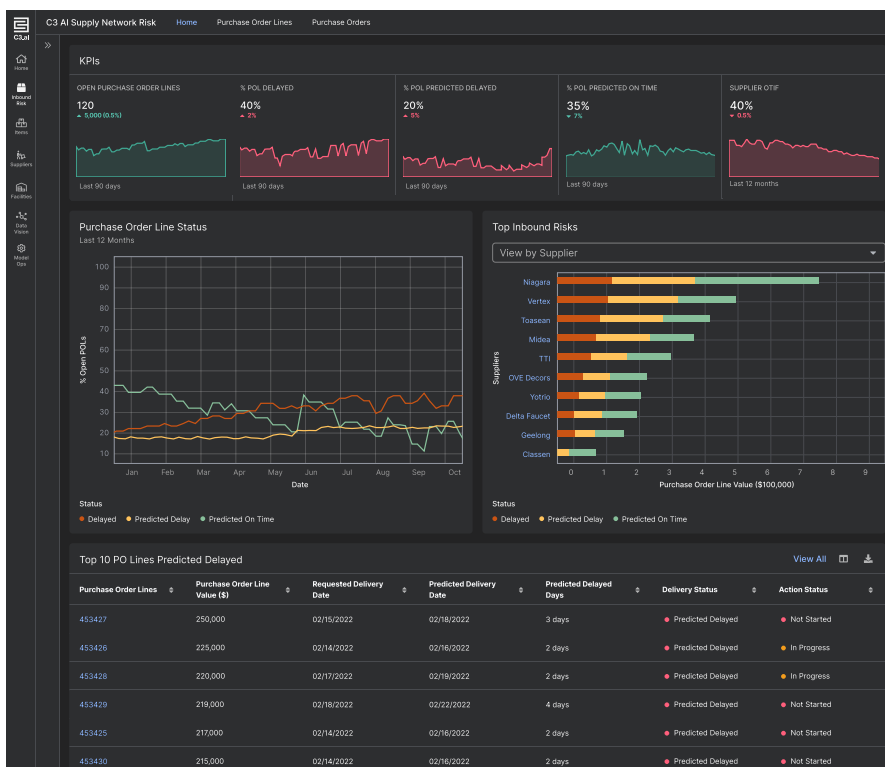 C3.ai
C3 AI Supply Network Risk
Home
Purchase Order Lines
Purchase Orders
Home
Inbound
Risk
Items
Suppliers
Facilities
Data
Vision
Model
Ops
KPIs
OPEN PURCHASE ORDER LINES
120
5,000 (0.5%)
Last 90 days
% POL DELAYED
40%
2%
Last 90 days
% POL PREDICTED DELAYED
20%
5%
Last 90 days
% POL PREDICTED ON TIME
35%
7%
Last 90 days
SUPPLIER OTIF
40%
0.5%
Last 12 months
Purchase Order Line Status
Last 12 Months
% Open POLs
100
90
80
70
60
50
40
30
20
10
Jan Feb Mar Apr May Jun Jul Aug Sep Oct
Date
Status
Delayed Predicted Delay Predicted On Time
Top Inbound Risks
View by Supplier
Suppliers
Niagara
Vertex
Toasean
Midea
TTI
OVE Decors
Yotrio
Delta Faucet
Geelong
Classen
0 1 2 3 4 5 6 7 8 9
Purchase Order Line Value ($100,000)
Status
Delayed Predicted Delay Predicted On Time
Top 10 PO Lines Predicted Delayed
View All
Purchase Order Lines
Purchase Order Line
Value ($)
Requested Delivery
Date
Predicted Delivery
Date
Predicted Delayed
Days
Delivery Status
Action Status
453427 250,000 02/15/2022 02/18/2022 3 days Predicted Delayed Not Started
453426 225,000 02/14/2022 02/16/2022 2 days Predicted Delayed In Progress
453428 220,000 02/17/2022 02/19/2022 2 days Predicted Delayed In Progress
453429 219,000 02/18/2022 02/22/2022 4 days Predicted Delayed Not Started
453425 217,000 02/14/2022 02/16/2022 2 days Predicted Delayed Not Started
453430 215,000 02/14/2022 02/16/2022 2 days Predicted Delayed Not Started